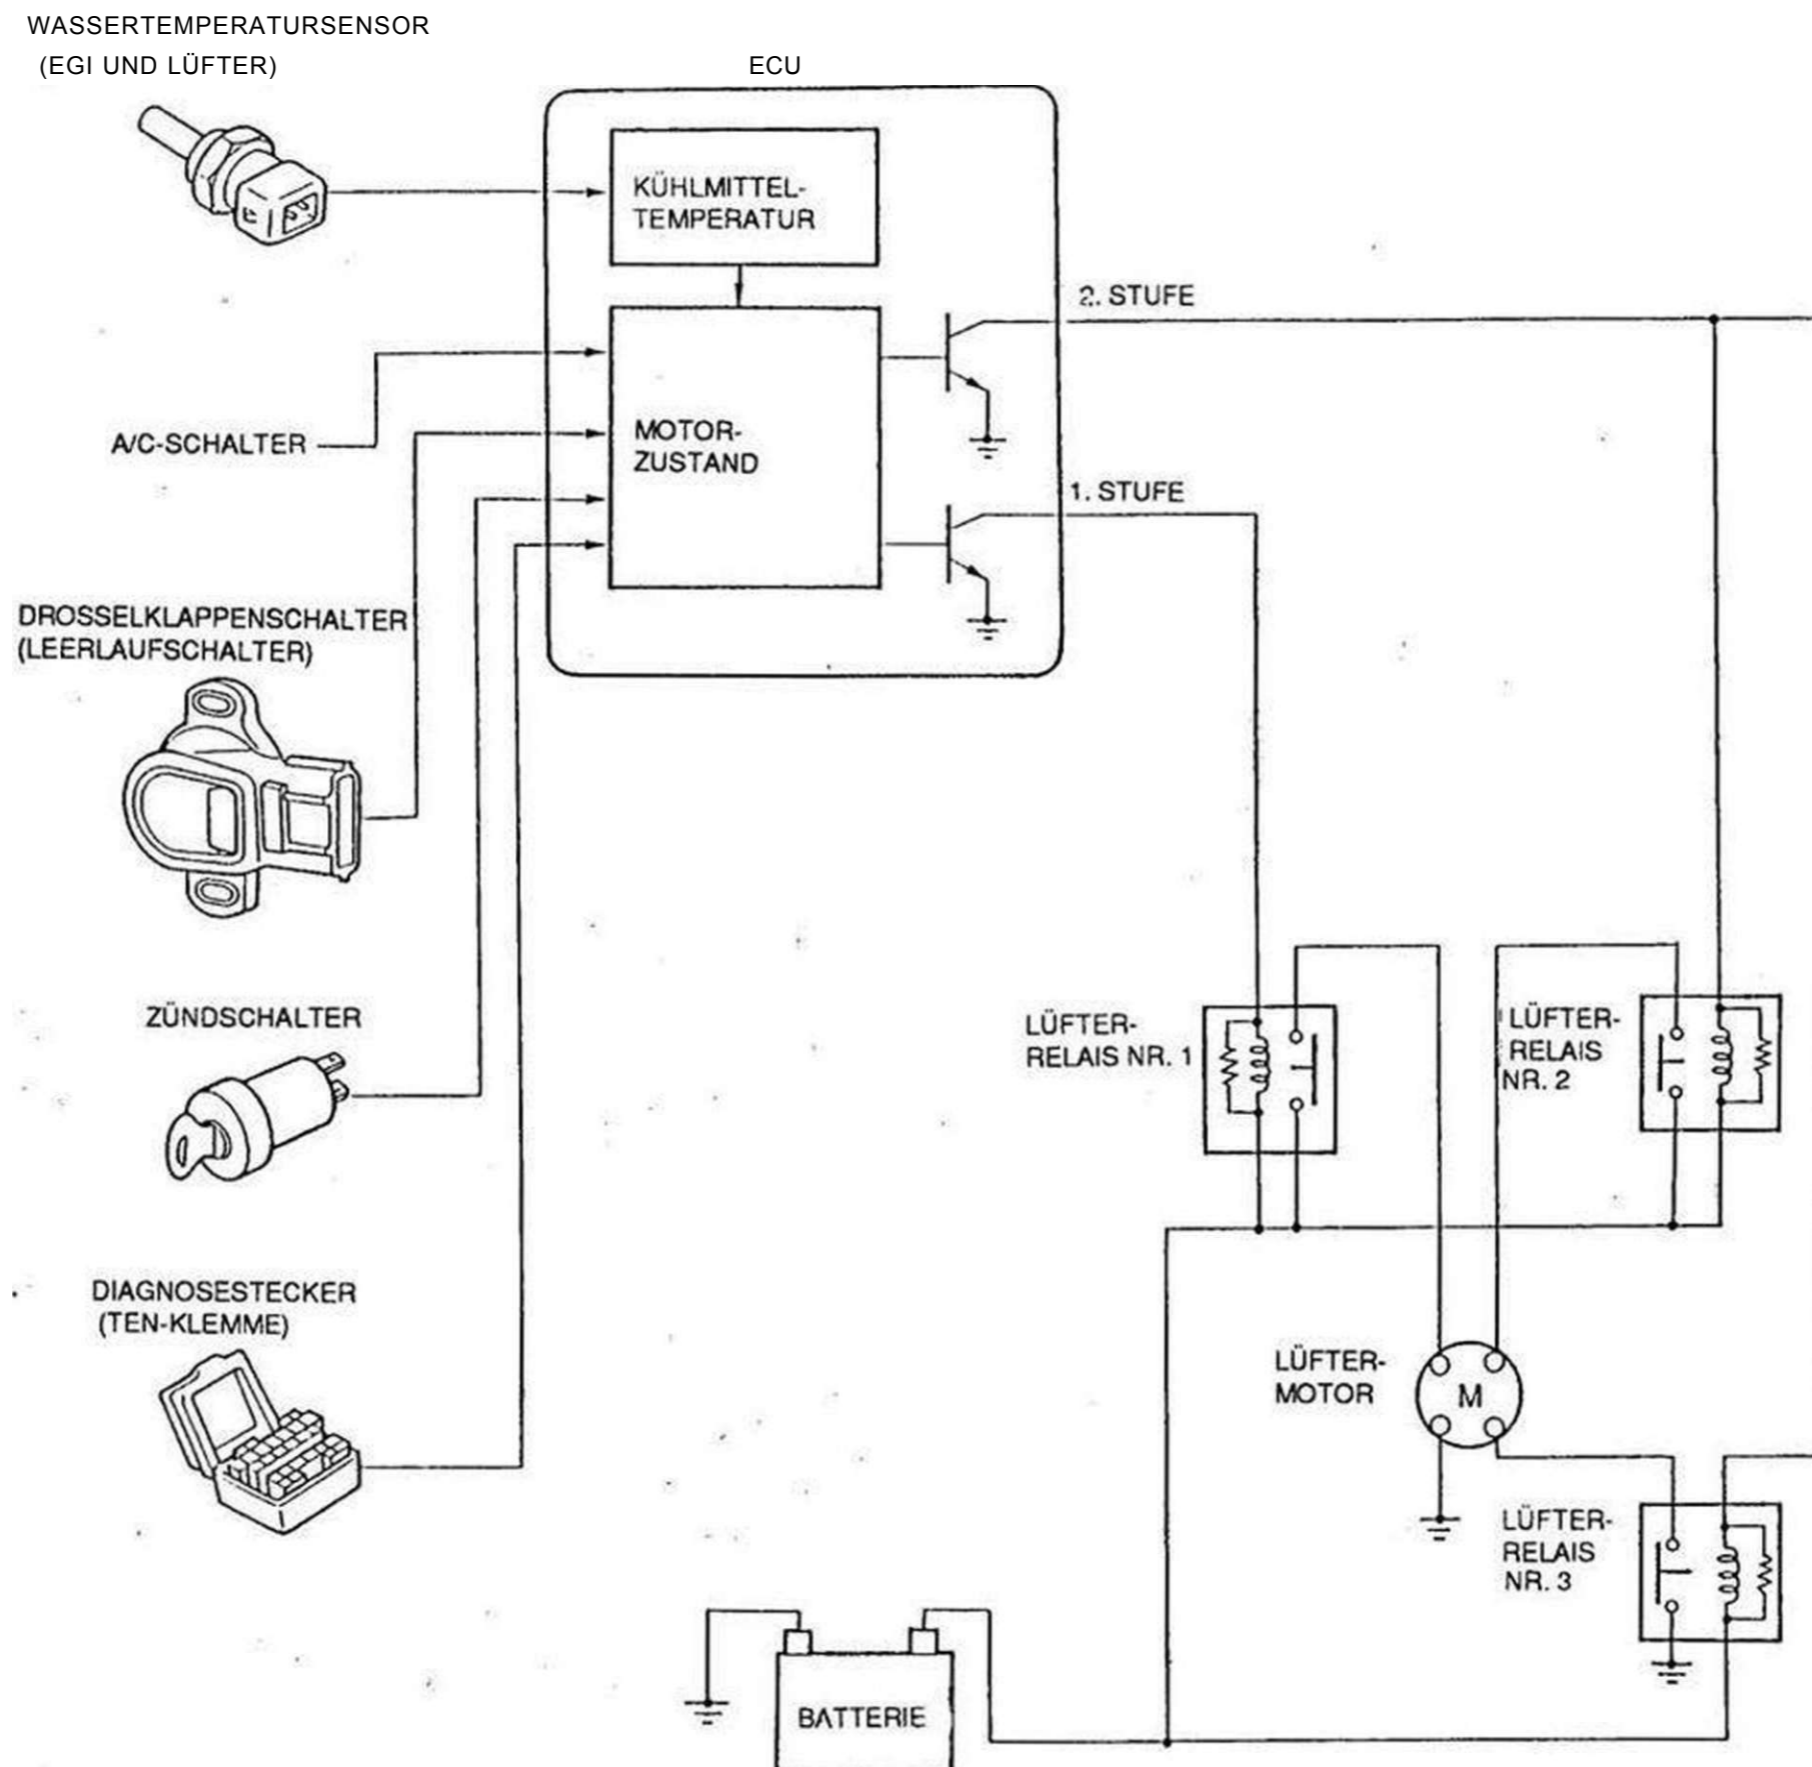 WASSERTEMPERATURSENSOR
(EGI UND LÜFTER)
ECU
KÜHLMITTEL-
TEMPERATUR
2. STUFE
A/C-SCHALTER
MOTOR-
ZUSTAND
1. STUFE
DROSSELKLAPPENSCHALTER
(LEERLAUFSCHALTER)
ZÜNDSCHALTER
LÜFTER-
RELAIS NR. 1
LÜFTER-
RELAIS
NR. 2
DIAGNOSESTECKER
(TEN-KLEMME)
LÜFTER-
MOTOR
M
LÜFTER-
RELAIS
NR. 3
BATTERIE